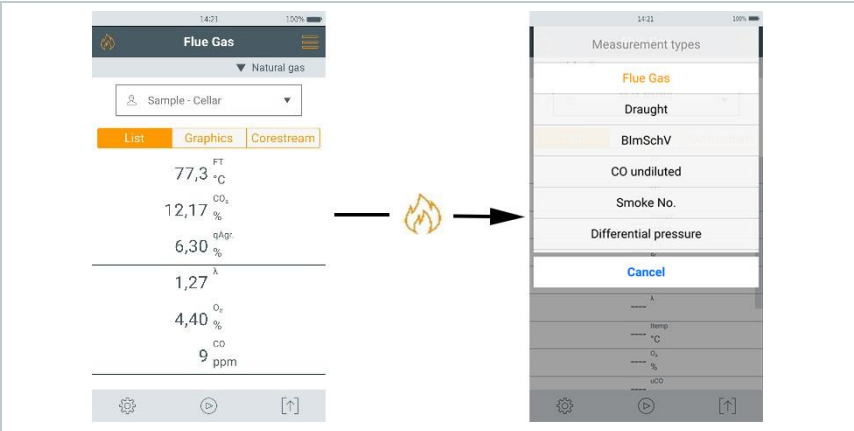 14:21 100%
Flue Gas
▼ Natural gas
Sample - Cellar ▼
List Graphics Corestream
77,3 FT °C
12,17 CO₂ %
6,30 qAgr. %
1,27 λ
4,40 O₂ %
9 CO ppm
14:21 100%
Measurement types
Flue Gas
Draught
BImSchV
CO undiluted
Smoke No.
Differential pressure
Cancel
---- λ
---- Itemp °C
---- O₂ %
---- uCO